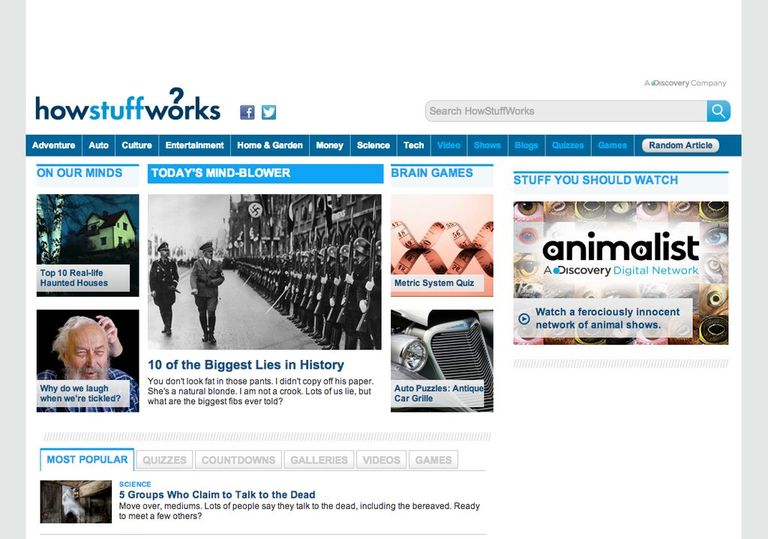 A Discovery Company
howstuffworks
Search HowStuffWorks
Adventure Auto Culture Entertainment Home & Garden Money Science Tech Video Shows Blogs Quizzes Games Random Article
ON OUR MINDS
Top 10 Real-life
Haunted Houses
Why do we laugh
when we're tickled?
TODAY'S MIND-BLOWER
10 of the Biggest Lies in History
You don't look fat in those pants. I didn't copy off his paper.
She's a natural blonde. I am not a crook. Lots of us lie, but
what are the biggest fibs ever told?
BRAIN GAMES
Metric System Quiz
Auto Puzzles: Antique
Car Grille
STUFF YOU SHOULD WATCH
animalist
A Discovery Digital Network
Watch a ferociously innocent
network of animal shows.
MOST POPULAR QUIZZES COUNTDOWNS GALLERIES VIDEOS GAMES
SCIENCE
5 Groups Who Claim to Talk to the Dead
Move over, mediums. Lots of people say they talk to the dead, including the bereaved. Ready
to meet a few others?